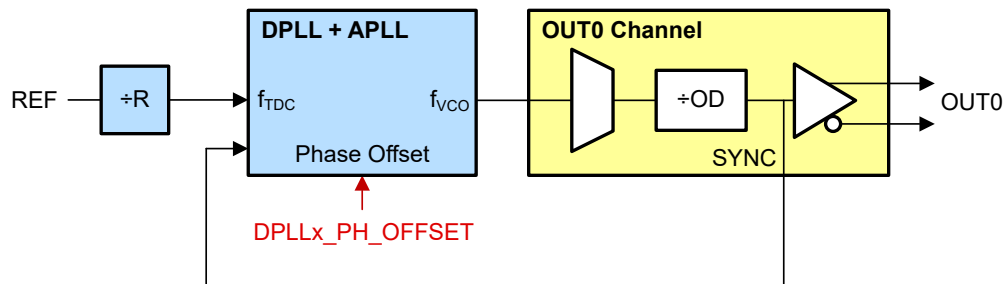 DPLL + APLL
OUT0 Channel
REF
÷R
fTDC
fVCO
÷OD
OUT0
Phase Offset
SYNC
DPLLx_PH_OFFSET